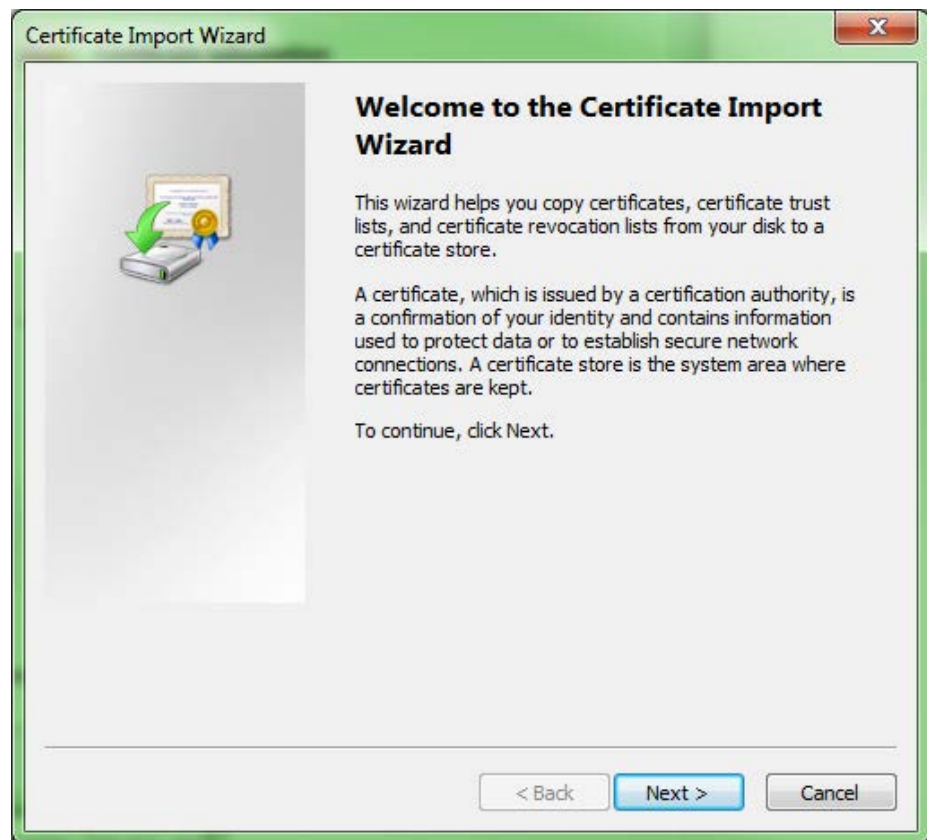 Certificate Import Wizard
X
Welcome to the Certificate Import
Wizard
This wizard helps you copy certificates, certificate trust
lists, and certificate revocation lists from your disk to a
certificate store.
A certificate, which is issued by a certification authority, is
a confirmation of your identity and contains information
used to protect data or to establish secure network
connections. A certificate store is the system area where
certificates are kept.
To continue, click Next.
< Back Next > Cancel